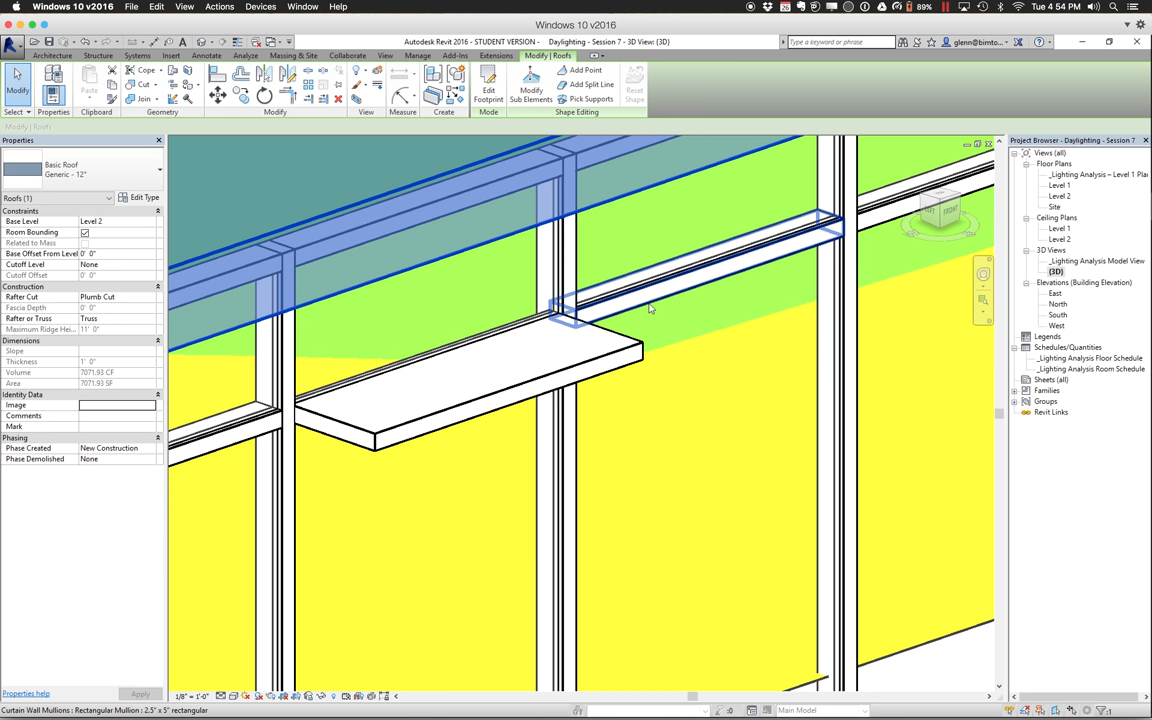 Windows 10 v2016 File Edit View Actions Devices Window Help 26 89% Tue 4:54 PM
Windows 10 v2016
Autodesk Revit 2016 - STUDENT VERSION - Daylighting - Session 7 - 3D View: {3D} Type a keyword or phrase glenn@bimto...
Architecture Structure Systems Insert Annotate Analyze Massing & Site Collaborate View Manage Add-Ins Extensions Modify | Roofs
Modify Paste Cope Cut Join Edit Footprint Modify Sub Elements Add Point Add Split Line Pick Supports Reset Shape
Select Properties Clipboard Geometry Modify View Measure Create Mode Shape Editing
Modify | Roofs
Properties
Basic Roof
Generic - 12"
Roofs (1) Edit Type
Constraints
Base Level Level 2
Room Bounding
Related to Mass
Base Offset From Level 0' 0"
Cutoff Level None
Cutoff Offset 0' 0"
Construction
Rafter Cut Plumb Cut
Fascia Depth 0' 0"
Rafter or Truss Truss
Maximum Ridge Hei... 11' 0"
Dimensions
Slope
Thickness 1' 0"
Volume 7071.93 CF
Area 7071.93 SF
Identity Data
Image
Comments
Mark
Phasing
Phase Created New Construction
Phase Demolished None
Properties help Apply
LEFT FRONT
Project Browser - Daylighting - Session 7
Views (all)
Floor Plans
_Lighting Analysis – Level 1 Pla
Level 1
Level 2
Site
Ceiling Plans
Level 1
Level 2
3D Views
_Lighting Analysis Model View
{3D}
Elevations (Building Elevation)
East
North
South
West
Legends
Schedules/Quantities
_Lighting Analysis Floor Schedule
_Lighting Analysis Room Schedule
Sheets (all)
Families
Groups
Revit Links
1/8" = 1'-0"
Curtain Wall Mullions : Rectangular Mullion : 2.5" x 5" rectangular :0 Main Model :1